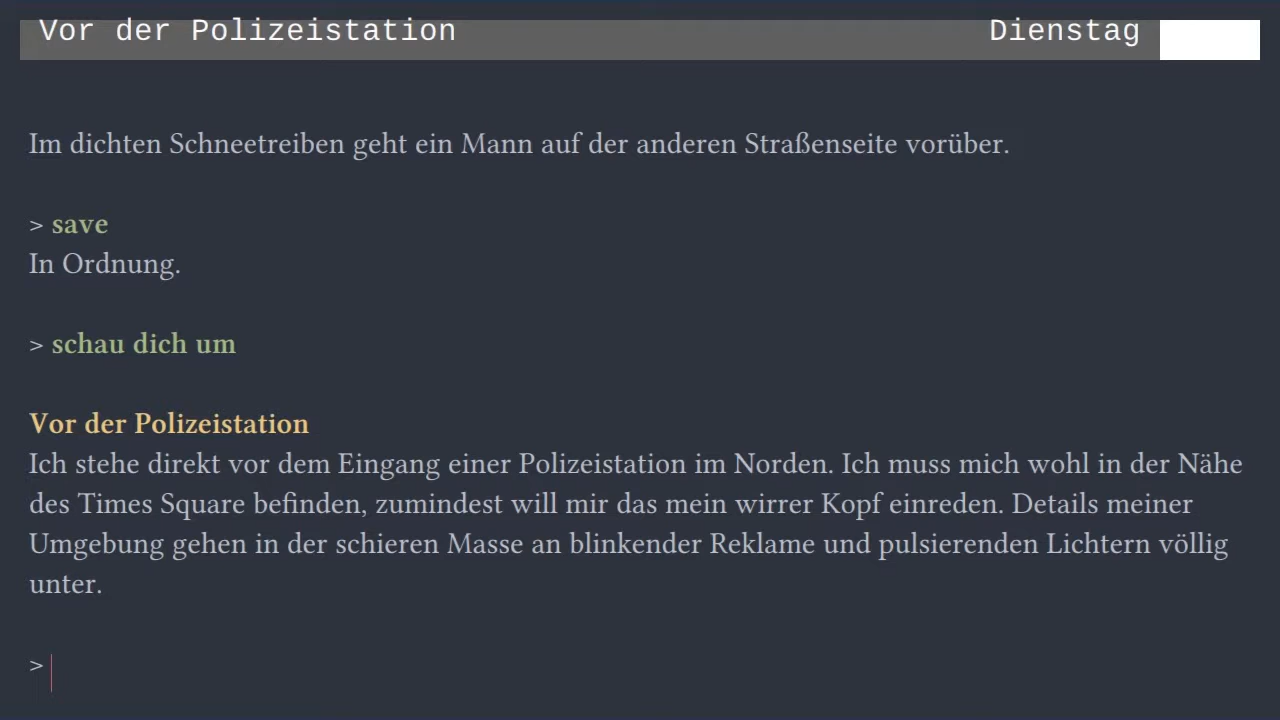 Vor der Polizeistation Dienstag
Im dichten Schneetreiben geht ein Mann auf der anderen Straßenseite vorüber.
> save
In Ordnung.
> schau dich um
Vor der Polizeistation
Ich stehe direkt vor dem Eingang einer Polizeistation im Norden. Ich muss mich wohl in der Nähe
des Times Square befinden, zumindest will mir das mein wirrer Kopf einreden. Details meiner
Umgebung gehen in der schieren Masse an blinkender Reklame und pulsierenden Lichtern völlig
unter.
>